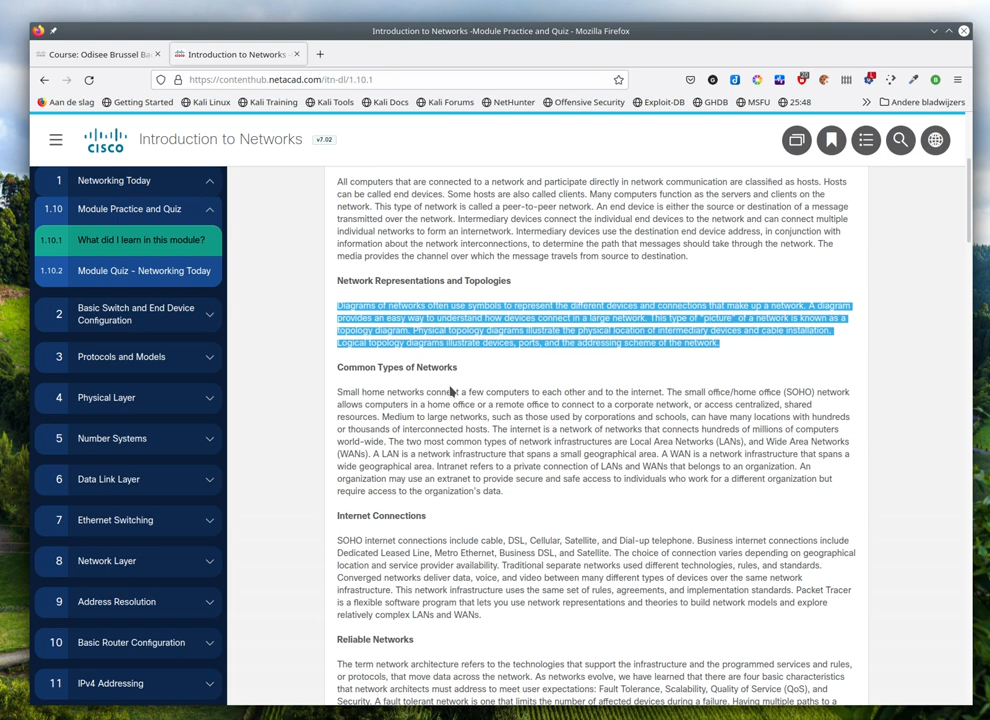 Introduction to Networks -Module Practice and Quiz - Mozilla Firefox
Course: Odisee Brussel Ba
Introduction to Networks -
https://contenthub.netacad.com/itn-dl/1.10.1
Aan de slag Getting Started Kali Linux Kali Training Kali Tools Kali Docs Kali Forums NetHunter Offensive Security Exploit-DB GHDB MSFU 25:48 Andere bladwijzers
CISCO
Introduction to Networks v7.02
1 Networking Today
1.10 Module Practice and Quiz
1.10.1 What did I learn in this module?
1.10.2 Module Quiz - Networking Today
2 Basic Switch and End Device
Configuration
3 Protocols and Models
4 Physical Layer
5 Number Systems
6 Data Link Layer
7 Ethernet Switching
8 Network Layer
9 Address Resolution
10 Basic Router Configuration
11 IPv4 Addressing
All computers that are connected to a network and participate directly in network communication are classified as hosts. Hosts
can be called end devices. Some hosts are also called clients. Many computers function as the servers and clients on the
network. This type of network is called a peer-to-peer network. An end device is either the source or destination of a message
transmitted over the network. Intermediary devices connect the individual end devices to the network and can connect multiple
individual networks to form an internetwork. Intermediary devices use the destination end device address, in conjunction with
information about the network interconnections, to determine the path that messages should take through the network. The
media provides the channel over which the message travels from source to destination.
Network Representations and Topologies
Diagrams of networks often use symbols to represent the different devices and connections that make up a network. A diagram
provides an easy way to understand how devices connect in a large network. This type of "picture" of a network is known as a
topology diagram. Physical topology diagrams illustrate the physical location of intermediary devices and cable installation.
Logical topology diagrams illustrate devices, ports, and the addressing scheme of the network.
Common Types of Networks
Small home networks connect a few computers to each other and to the internet. The small office/home office (SOHO) network
allows computers in a home office or a remote office to connect to a corporate network, or access centralized, shared
resources. Medium to large networks, such as those used by corporations and schools, can have many locations with hundreds
or thousands of interconnected hosts. The internet is a network of networks that connects hundreds of millions of computers
world-wide. The two most common types of network infrastructures are Local Area Networks (LANs), and Wide Area Networks
(WANs). A LAN is a network infrastructure that spans a small geographical area. A WAN is a network infrastructure that spans a
wide geographical area. Intranet refers to a private connection of LANs and WANs that belongs to an organization. An
organization may use an extranet to provide secure and safe access to individuals who work for a different organization but
require access to the organization's data.
Internet Connections
SOHO internet connections include cable, DSL, Cellular, Satellite, and Dial-up telephone. Business internet connections include
Dedicated Leased Line, Metro Ethernet, Business DSL, and Satellite. The choice of connection varies depending on geographical
location and service provider availability. Traditional separate networks used different technologies, rules, and standards.
Converged networks deliver data, voice, and video between many different types of devices over the same network
infrastructure. This network infrastructure uses the same set of rules, agreements, and implementation standards. Packet Tracer
is a flexible software program that lets you use network representations and theories to build network models and explore
relatively complex LANs and WANs.
Reliable Networks
The term network architecture refers to the technologies that support the infrastructure and the programmed services and rules,
or protocols, that move data across the network. As networks evolve, we have learned that there are four basic characteristics
that network architects must address to meet user expectations: Fault Tolerance, Scalability, Quality of Service (QoS), and
Security. A fault tolerant network is one that limits the number of affected devices during a failure. Having multiple paths to a